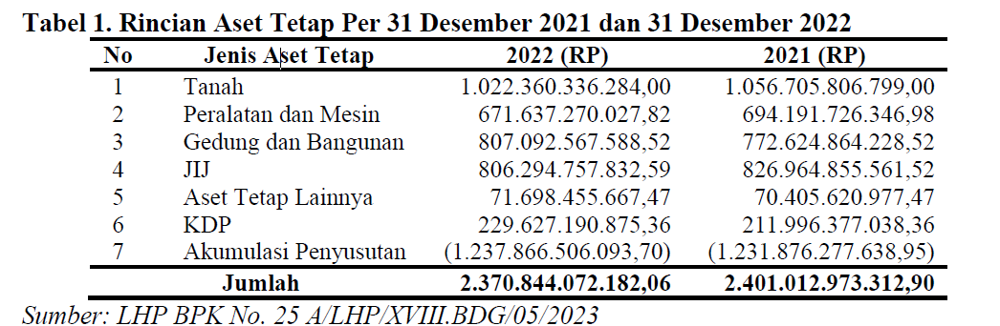 Tabel 1. Rincian Aset Tetap Per 31 Desember 2021 dan 31 Desember 2022
No Jenis Aset Tetap 2022 (RP) 2021 (RP)
1 Tanah 1.022.360.336.284,00 1.056.705.806.799,00
2 Peralatan dan Mesin 671.637.270.027,82 694.191.726.346,98
3 Gedung dan Bangunan 807.092.567.588,52 772.624.864.228,52
4 JIJ 806.294.757.832,59 826.964.855.561,52
5 Aset Tetap Lainnya 71.698.455.667,47 70.405.620.977,47
6 KDP 229.627.190.875,36 211.996.377.038,36
7 Akumulasi Penyusutan (1.237.866.506.093,70) (1.231.876.277.638,95)
Jumlah 2.370.844.072.182,06 2.401.012.973.312,90
Sumber: LHP BPK No. 25 A/LHP/XVIII.BDG/05/2023